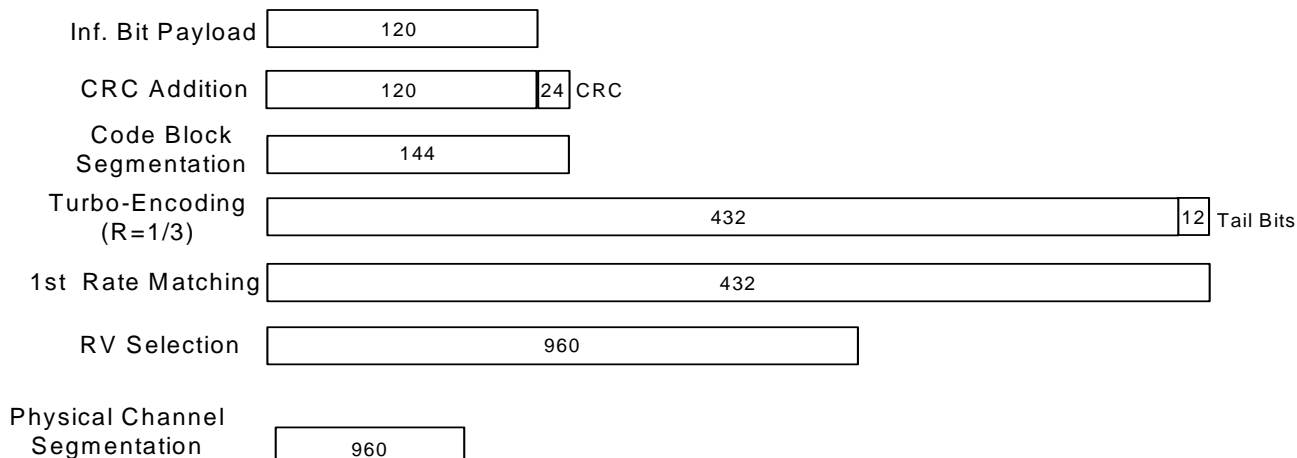 Inf. Bit Payload 120
CRC Addition 120 24 CRC
Code Block
Segmentation 144
Turbo-Encoding
(R=1/3) 432 12 Tail Bits
1st Rate Matching 432
RV Selection 960
Physical Channel
Segmentation 960